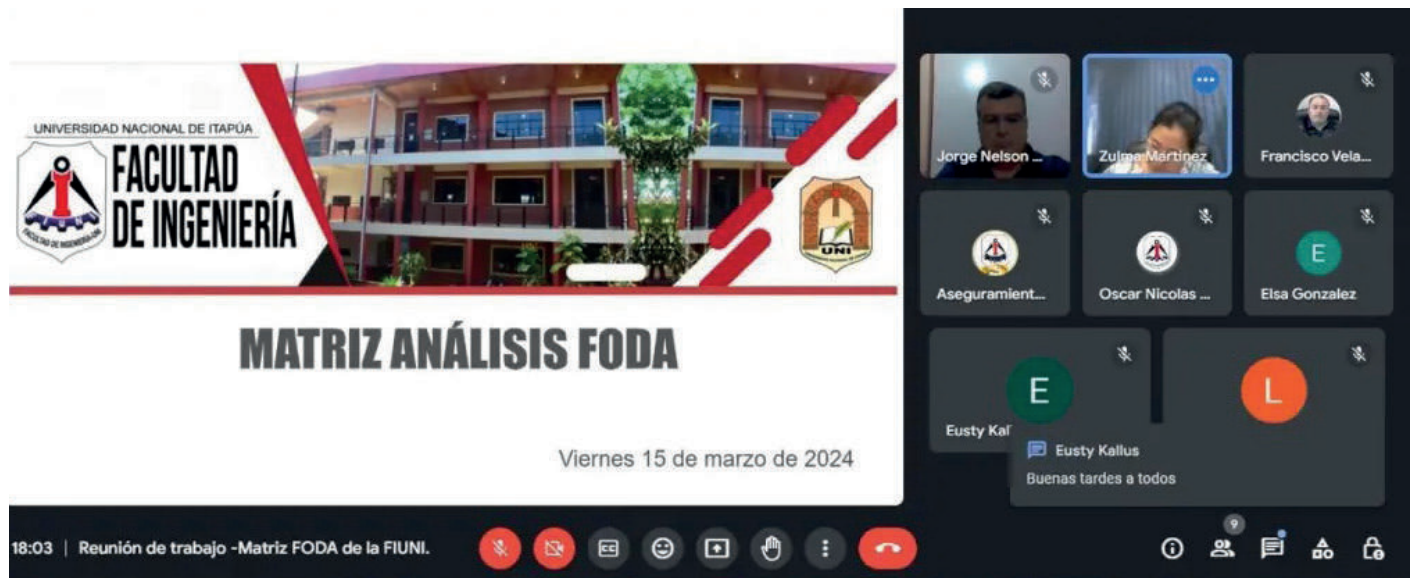 UNIVERSIDAD NACIONAL DE ITAPÚA
FACULTAD
DE INGENIERÍA
UNI
MATRIZ ANÁLISIS FODA
Viernes 15 de marzo de 2024
Jorge Nelson ...
Zulma Martinez
Francisco Vela...
Aseguramient...
Oscar Nicolas ...
E
Elsa Gonzalez
E
L
Eusty Kal
Eusty Kallus
Buenas tardes a todos
18:03 | Reunión de trabajo -Matriz FODA de la FIUNI.
CC
9